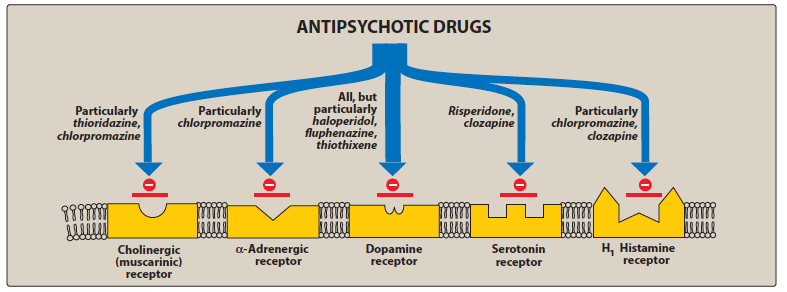 ANTIPSYCHOTIC DRUGS
Particularly
thioridazine,
chlorpromazine
Particularly
chlorpromazine
All, but
particularly
haloperidol,
fluphenazine,
thiothixene
Risperidone,
clozapine
Particularly
chlorpromazine,
clozapine
Cholinergic
(muscarinic)
receptor
α-Adrenergic
receptor
Dopamine
receptor
Serotonin
receptor
H1 Histamine
receptor